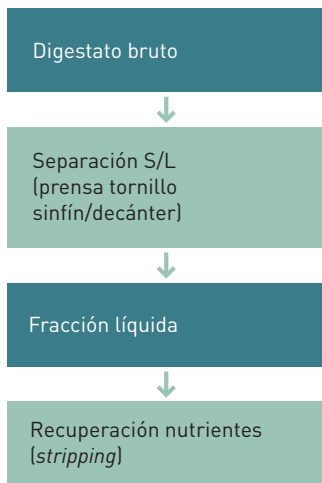 Digestato bruto
Separación S/L
(prensa tornillo
sinfín/decánter)
Fracción líquida
Recuperación nutrientes
(stripping)